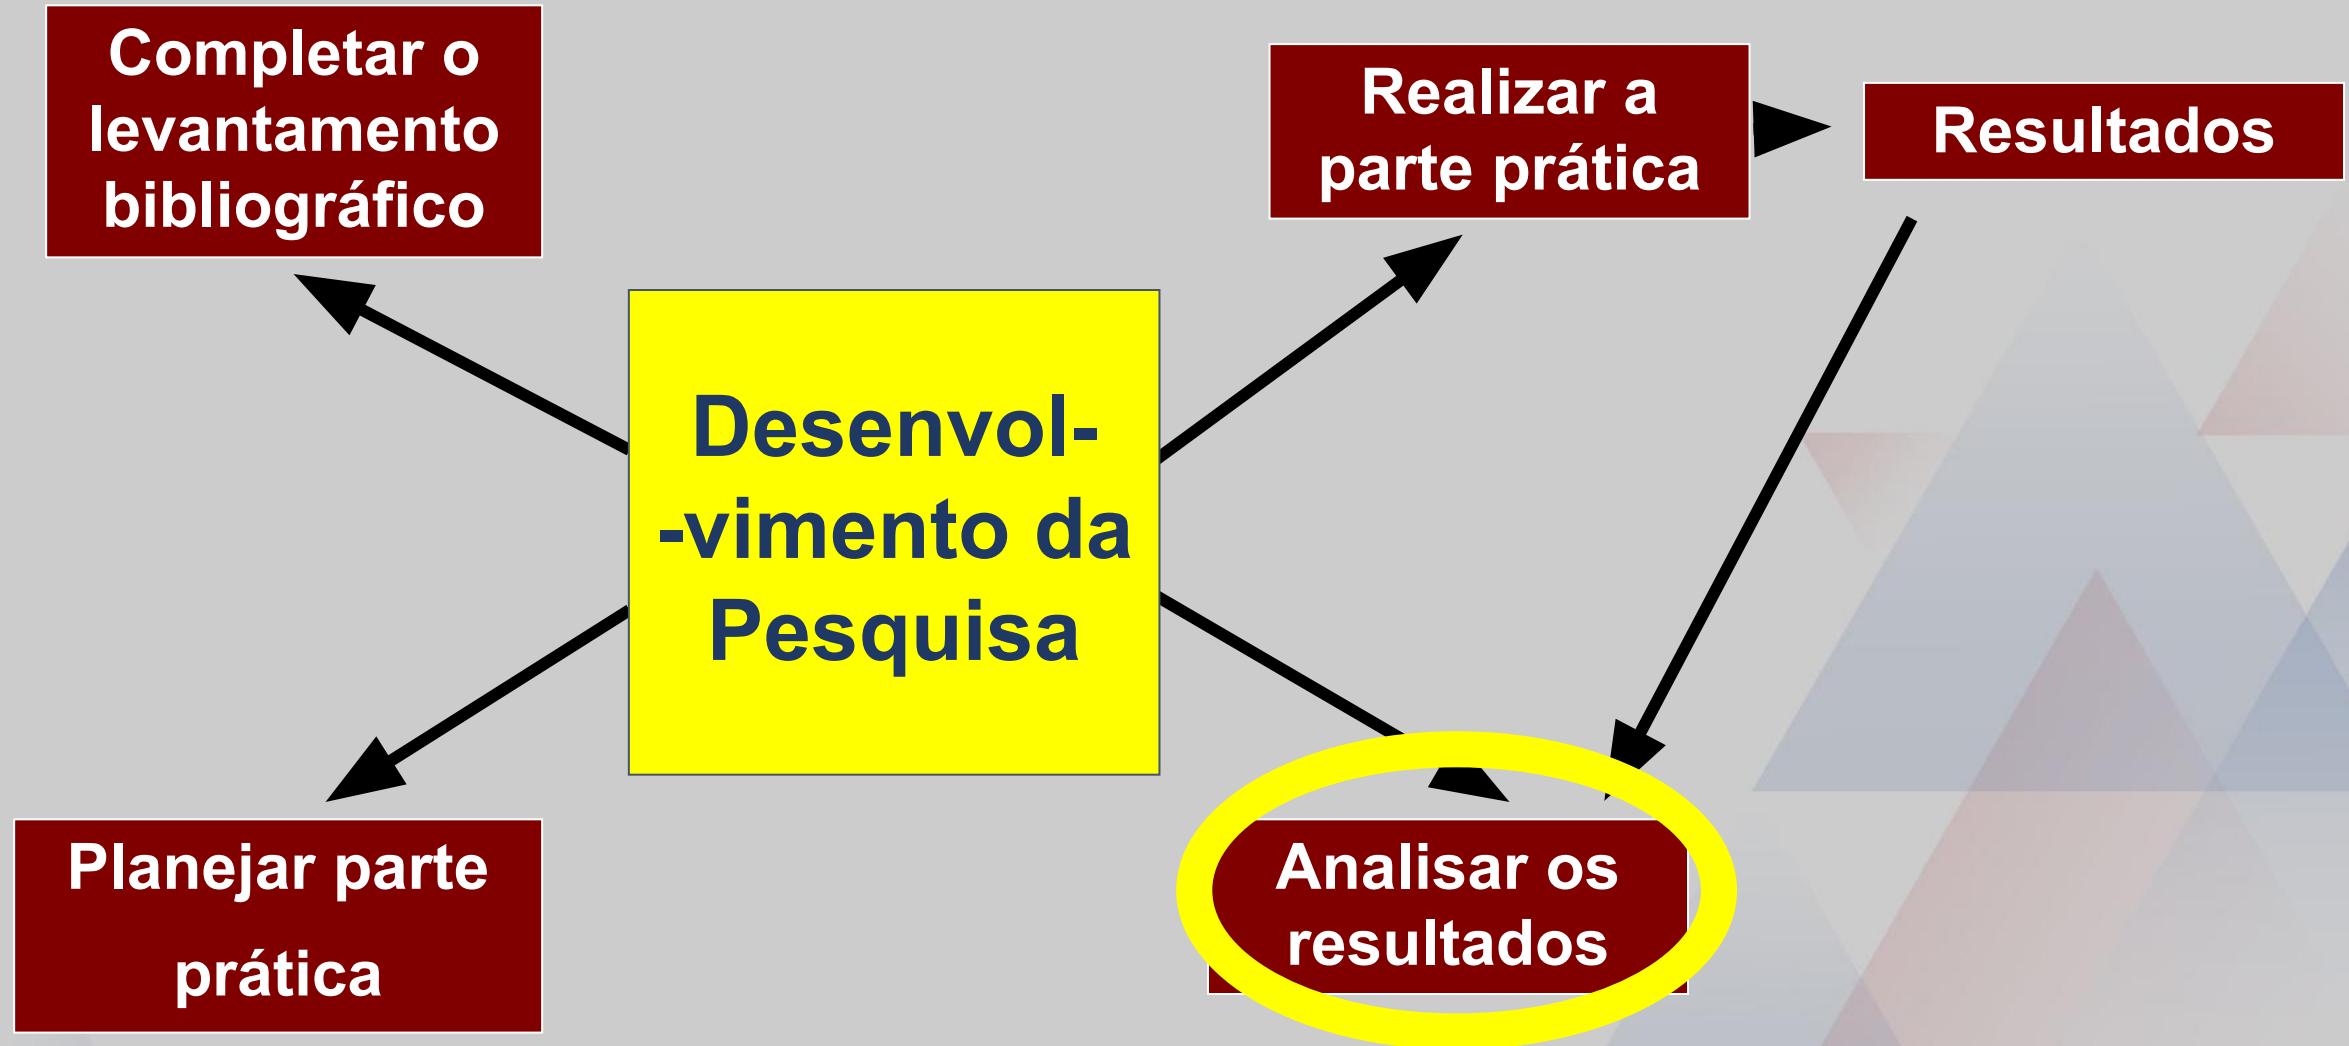 Completar o
levantamento
bibliográfico
Realizar a
parte prática
Resultados
Desenvol-
-vimento da
Pesquisa
Planejar parte
prática
Analisar os
resultados